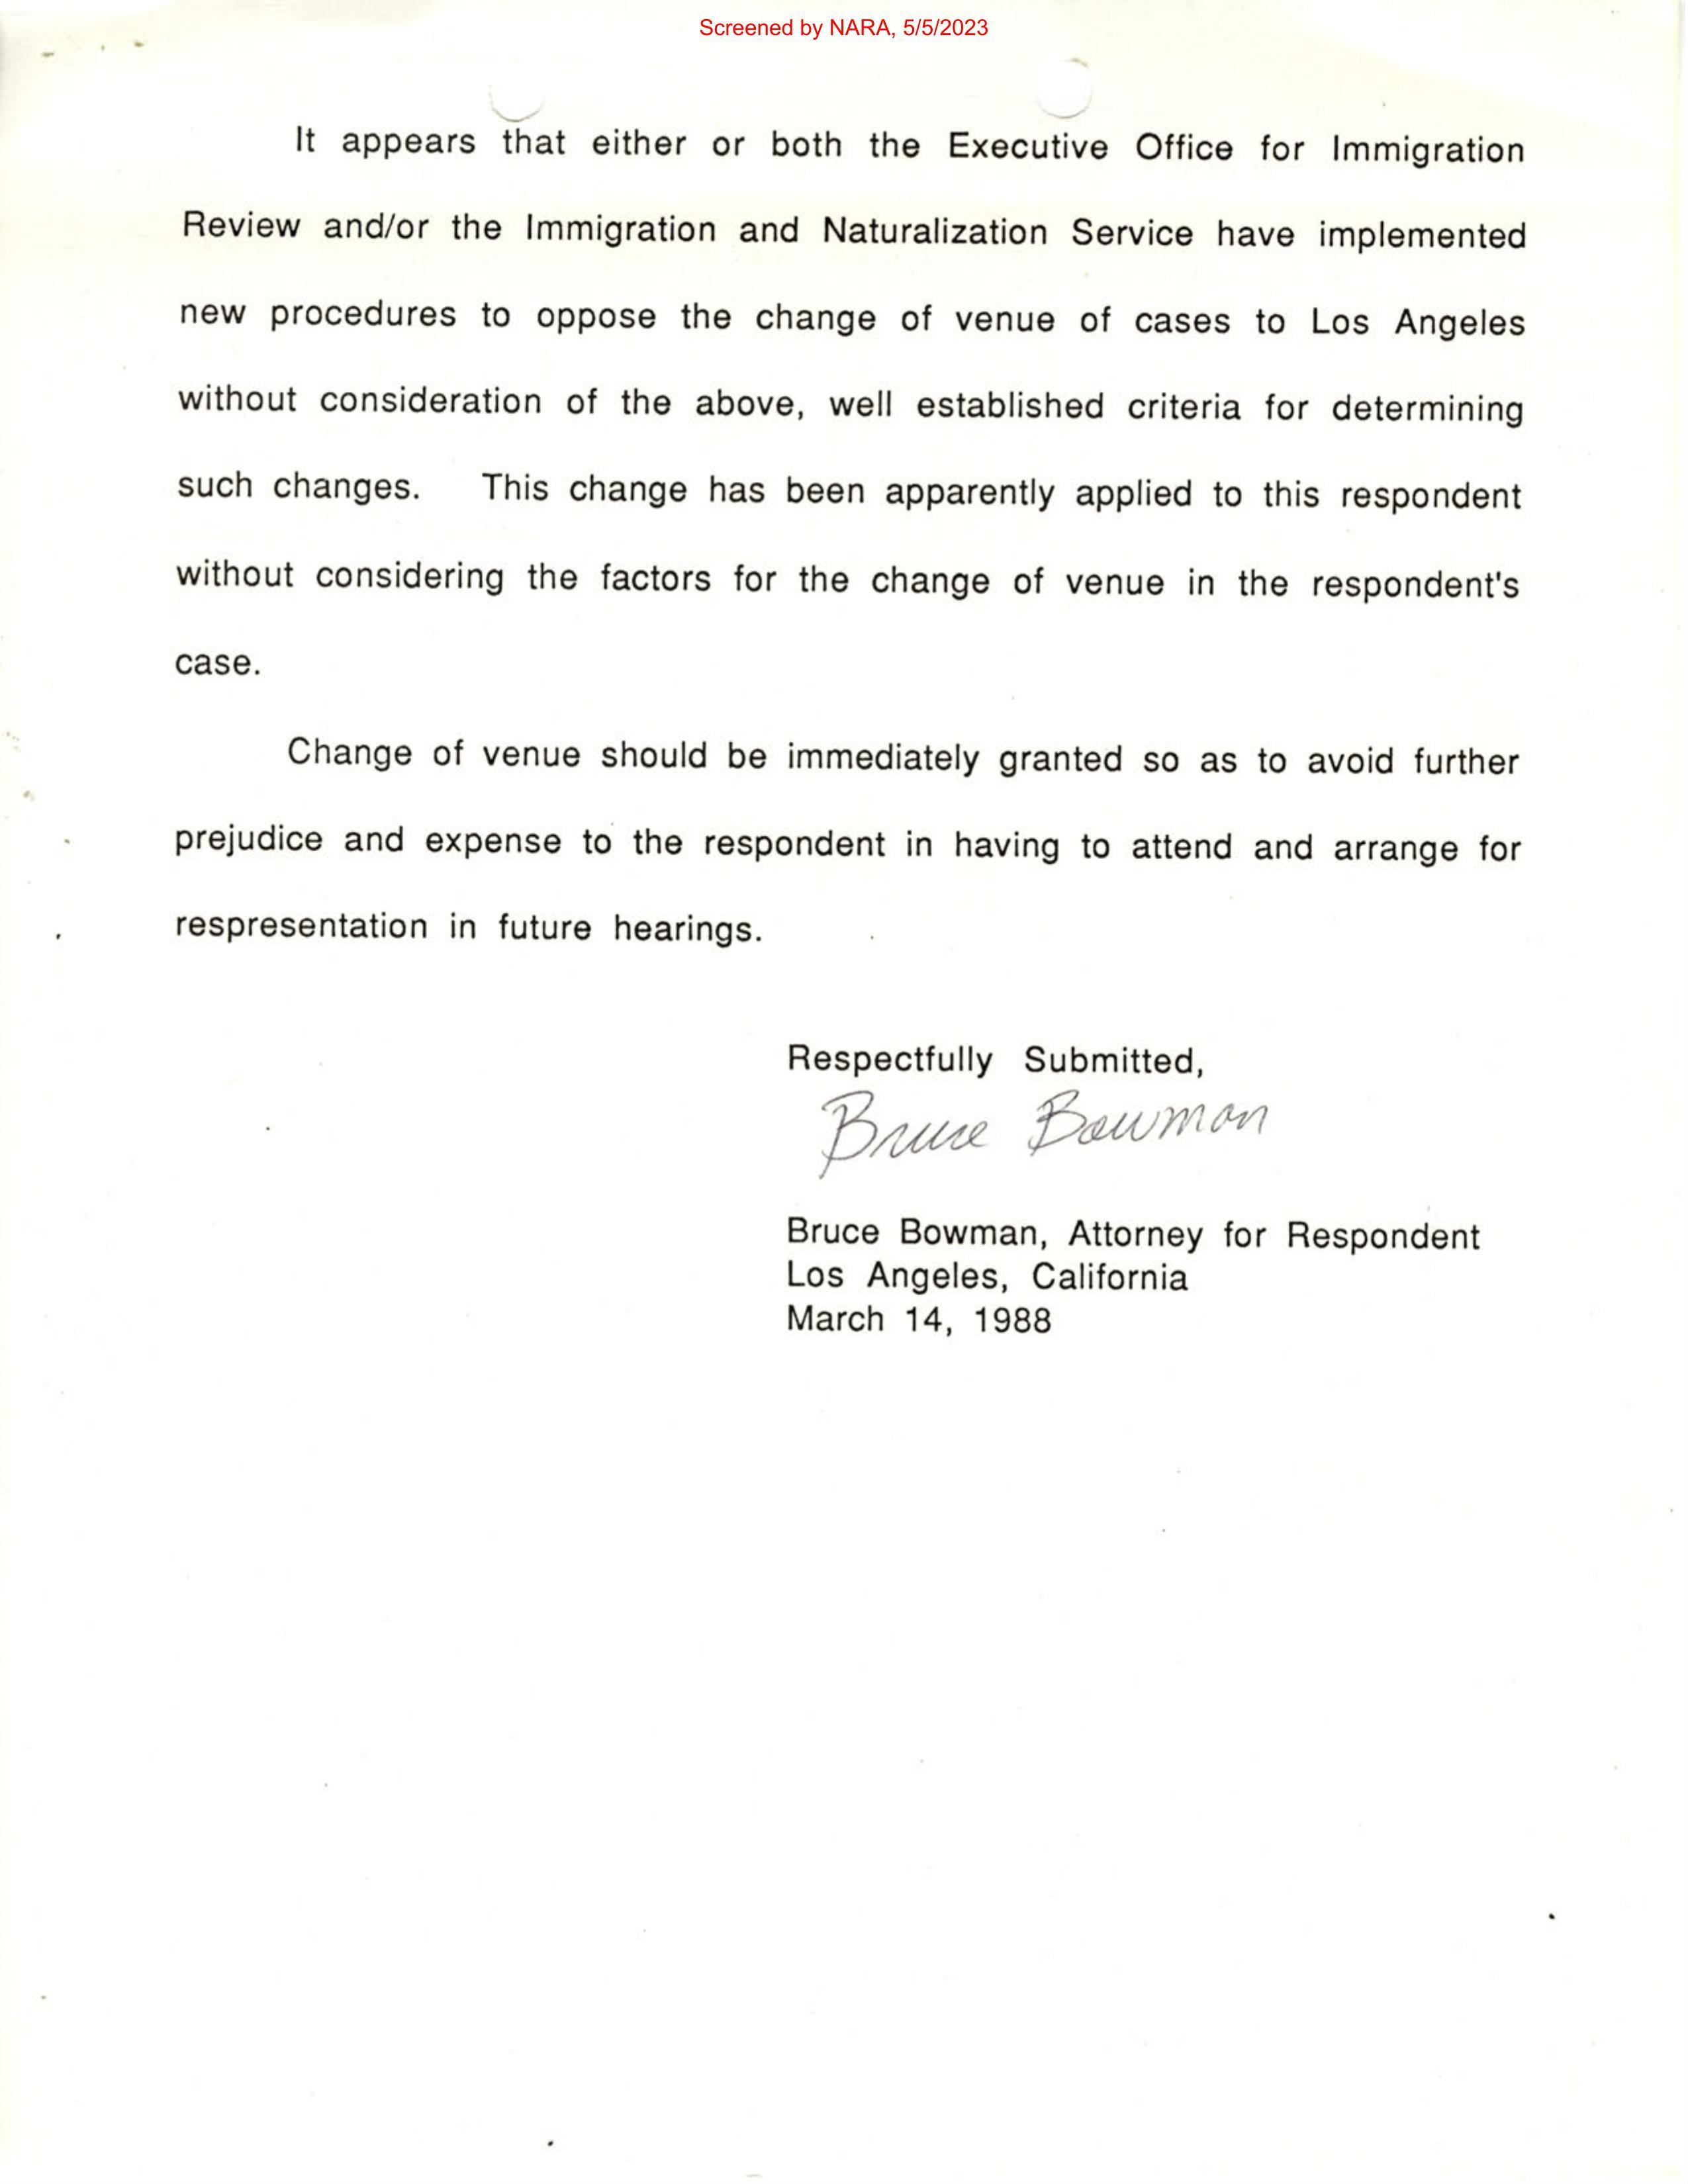 Screened by NARA, 5/5/2023
It appears that either or both the Executive Office for Immigration
Review and/or the Immigration and Naturalization Service have implemented
new procedures to oppose the change of venue of cases to Los Angeles
without consideration of the above, well established criteria for determining
such changes. This change has been apparently applied to this respondent
without considering the factors for the change of venue in the respondent's
case.
Change of venue should be immediately granted so as to avoid further
prejudice and expense to the respondent in having to attend and arrange for
respresentation in future hearings.
Respectfully Submitted,
Bruce Bowman
Bruce Bowman, Attorney for Respondent
Los Angeles, California
March 14, 1988